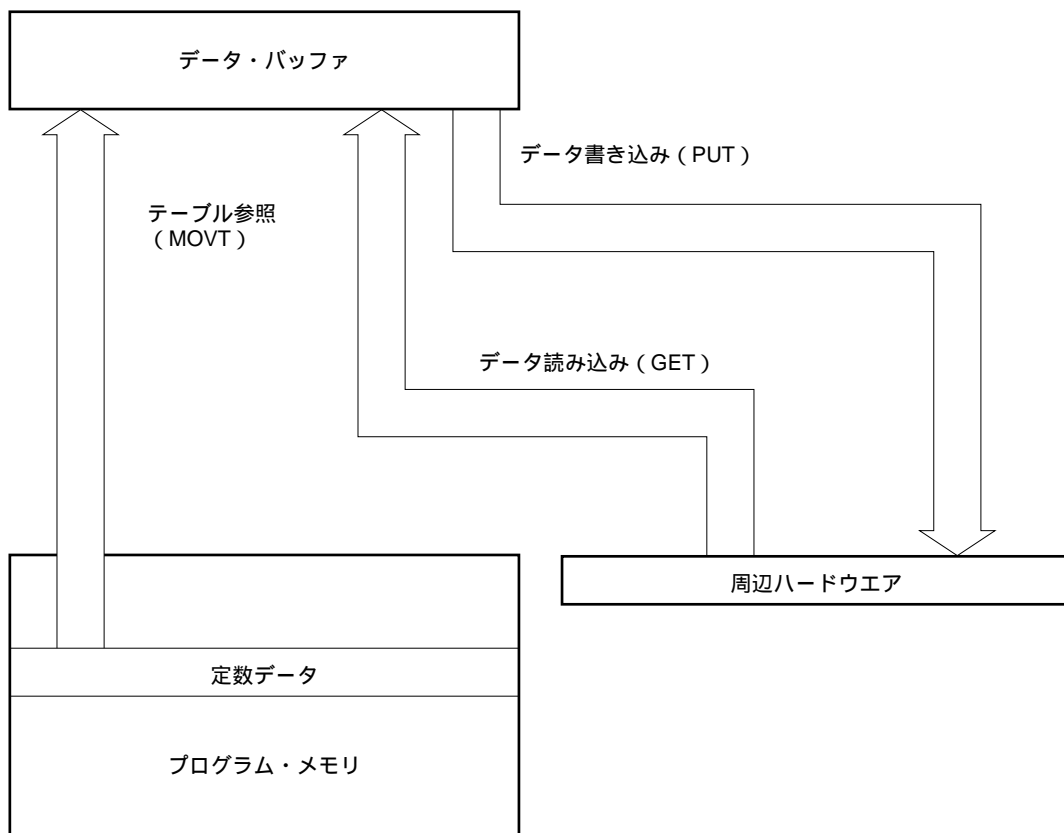 データ・バッファ
データ書き込み（PUT）
テーブル参照
（MOVT）
データ読み込み（GET）
周辺ハードウエア
定数データ
プログラム・メモリ